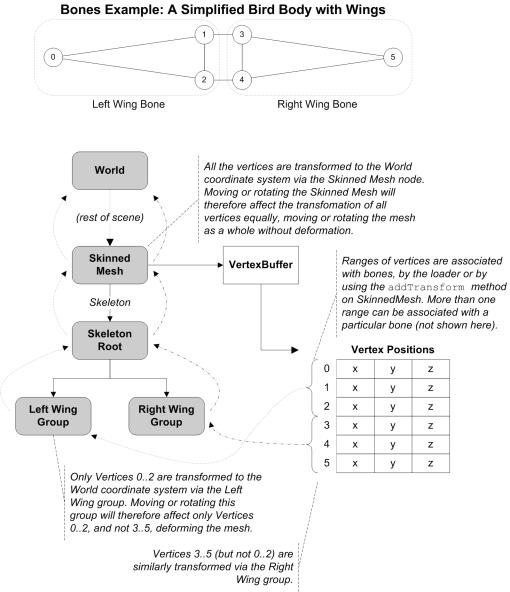 Bones Example: A Simplified Bird Body with Wings
1
3
0
5
2
4
Left Wing Bone
Right Wing Bone
World
All the vertices are transformed to the World
coordinate system via the Skinned Mesh node.
Moving or rotating the Skinned Mesh will
therefore affect the transfomation of all
vertices equally, moving or rotating the mesh
as a whole without deformation.
(rest of scene)
Skinned
Mesh
VertexBuffer
Ranges of vertices are associated
with bones, by the loader or by
using the addTransform method
on SkinnedMesh. More than one
range can be associated with a
particular bone (not shown here).
Skeleton
Skeleton
Root
Vertex Positions
0 x y z
1 x y z
2 x y z
3 x y z
4 x y z
5 x y z
Left Wing
Group
Right Wing
Group
Only Vertices 0..2 are transformed to the
World coordinate system via the Left
Wing group. Moving or rotating this
group will therefore affect only Vertices
0..2, and not 3..5, deforming the mesh.
Vertices 3..5 (but not 0..2) are
similarly transformed via the Right
Wing group.